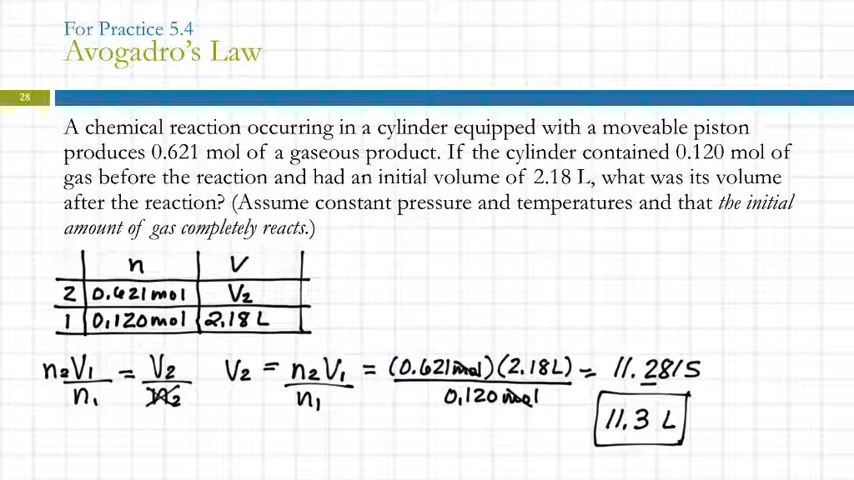 For Practice 5.4
Avogadro's Law
28
A chemical reaction occurring in a cylinder equipped with a moveable piston
produces 0.621 mol of a gaseous product. If the cylinder contained 0.120 mol of
gas before the reaction and had an initial volume of 2.18 L, what was its volume
after the reaction? (Assume constant pressure and temperatures and that the initial
amount of gas completely reacts.)
n V
2 0.621 mol V₂
1 0.120 mol 2.18 L
n₂V₁/n₁ = V₂/n₂ V₂ = n₂V₁/n₁ = (0.621 mol)(2.18L)/0.120 mol = 11.2815
11.3 L